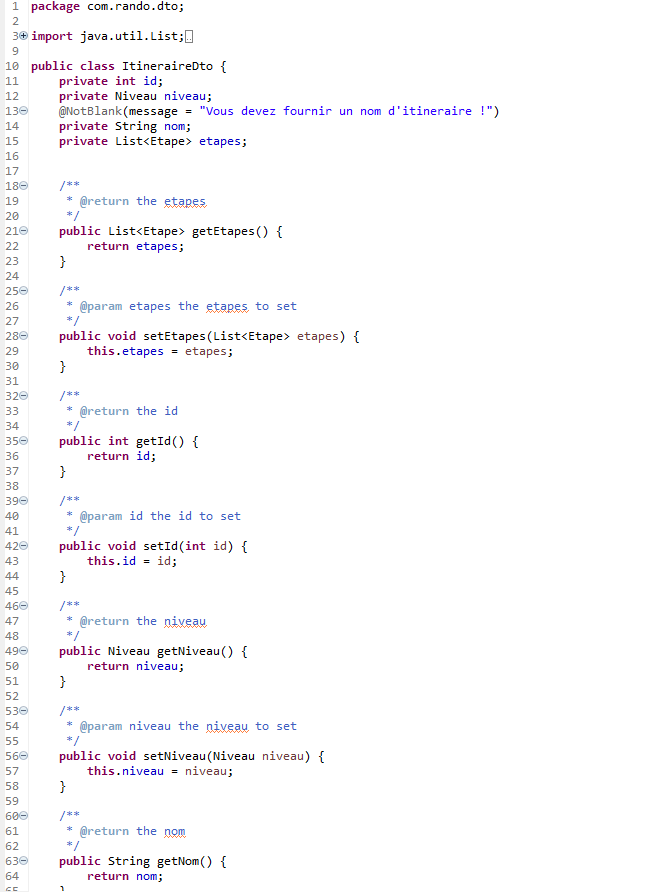 1 package com.rando.dto;
2
3 import java.util.List;
9
10 public class ItineraireDto {
11     private int id;
12     private Niveau niveau;
13     @NotBlank(message = "Vous devez fournir un nom d'itineraire !")
14     private String nom;
15     private List<Etape> etapes;
16
17
18     /**
19      * @return the etapes
20      */
21     public List<Etape> getEtapes() {
22         return etapes;
23     }
24
25     /**
26      * @param etapes the etapes to set
27      */
28     public void setEtapes(List<Etape> etapes) {
29         this.etapes = etapes;
30     }
31
32     /**
33      * @return the id
34      */
35     public int getId() {
36         return id;
37     }
38
39     /**
40      * @param id the id to set
41      */
42     public void setId(int id) {
43         this.id = id;
44     }
45
46     /**
47      * @return the niveau
48      */
49     public Niveau getNiveau() {
50         return niveau;
51     }
52
53     /**
54      * @param niveau the niveau to set
55      */
56     public void setNiveau(Niveau niveau) {
57         this.niveau = niveau;
58     }
59
60     /**
61      * @return the nom
62      */
63     public String getNom() {
64         return nom;
65     }